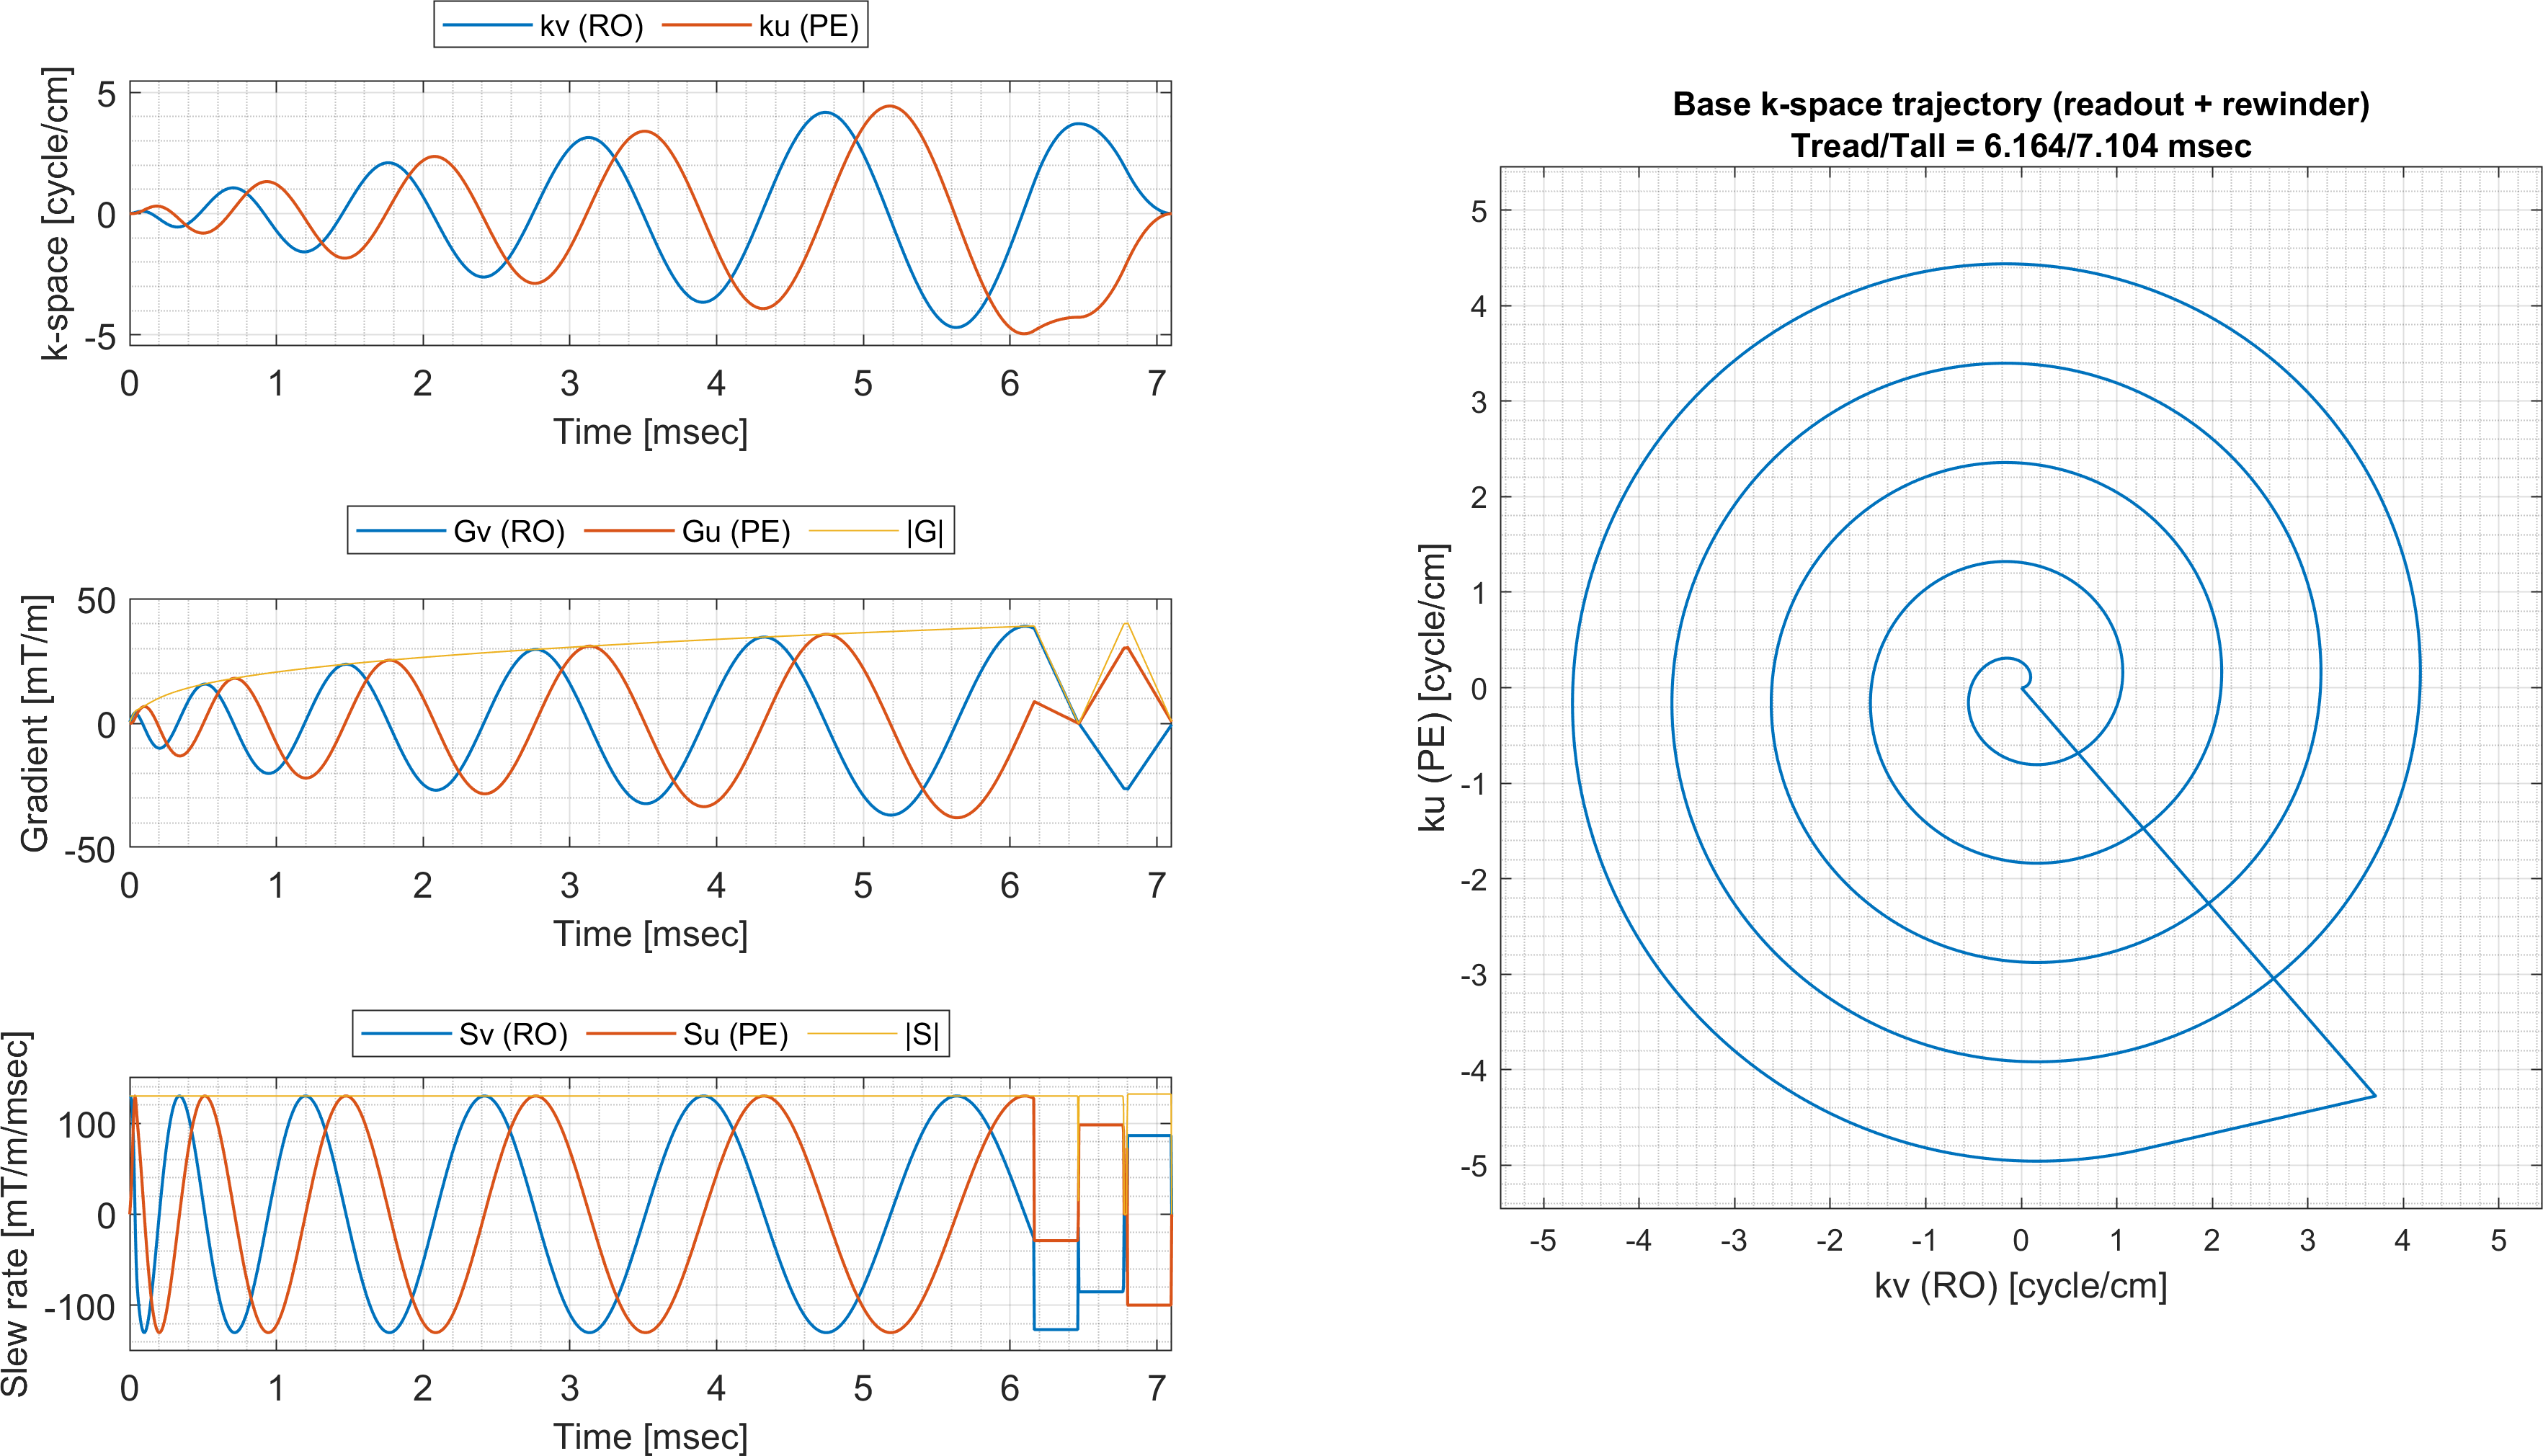 kv (RO) ku (PE)
k-space [cycle/cm]
5
0
-5
0 1 2 3 4 5 6 7
Time [msec]
Gv (RO) Gu (PE) |G|
Gradient [mT/m]
50
0
-50
0 1 2 3 4 5 6 7
Time [msec]
Sv (RO) Su (PE) |S|
Slew rate [mT/m/msec]
100
0
-100
0 1 2 3 4 5 6 7
Time [msec]
Base k-space trajectory (readout + rewinder)
Tread/Tall = 6.164/7.104 msec
ku (PE) [cycle/cm]
5
4
3
2
1
0
-1
-2
-3
-4
-5
-5 -4 -3 -2 -1 0 1 2 3 4 5
kv (RO) [cycle/cm]